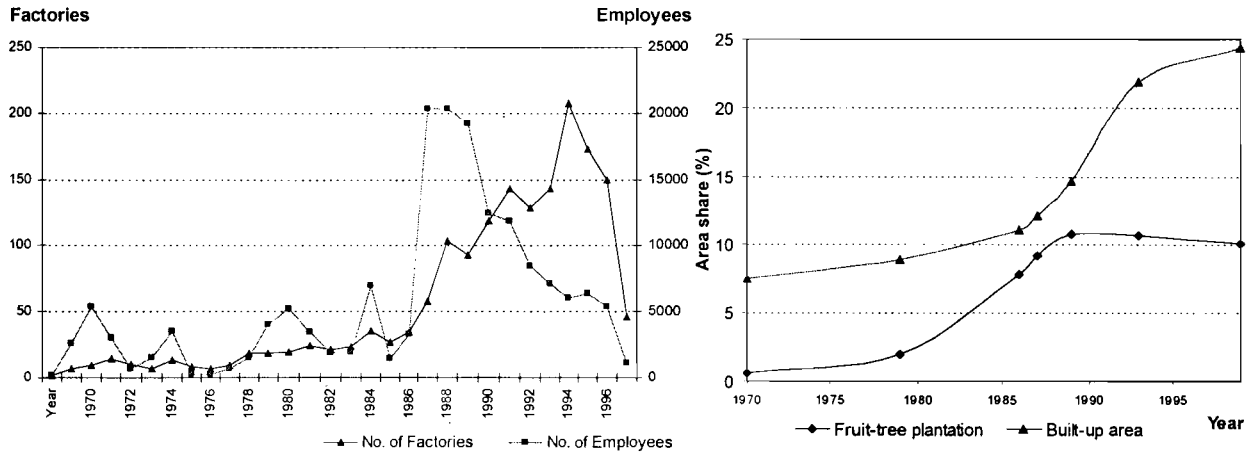 Factories Employees
250 25000
200 20000
150 15000
100 10000
50 5000
0 0
Year 1970 1972 1974 1976 1978 1980 1982 1984 1986 1988 1990 1992 1994 1996
No. of Factories No. of Employees
25
20
15
10
5
0
Area share (%)
1970 1975 1980 1985 1990 1995
Year
Fruit-tree plantation Built-up area